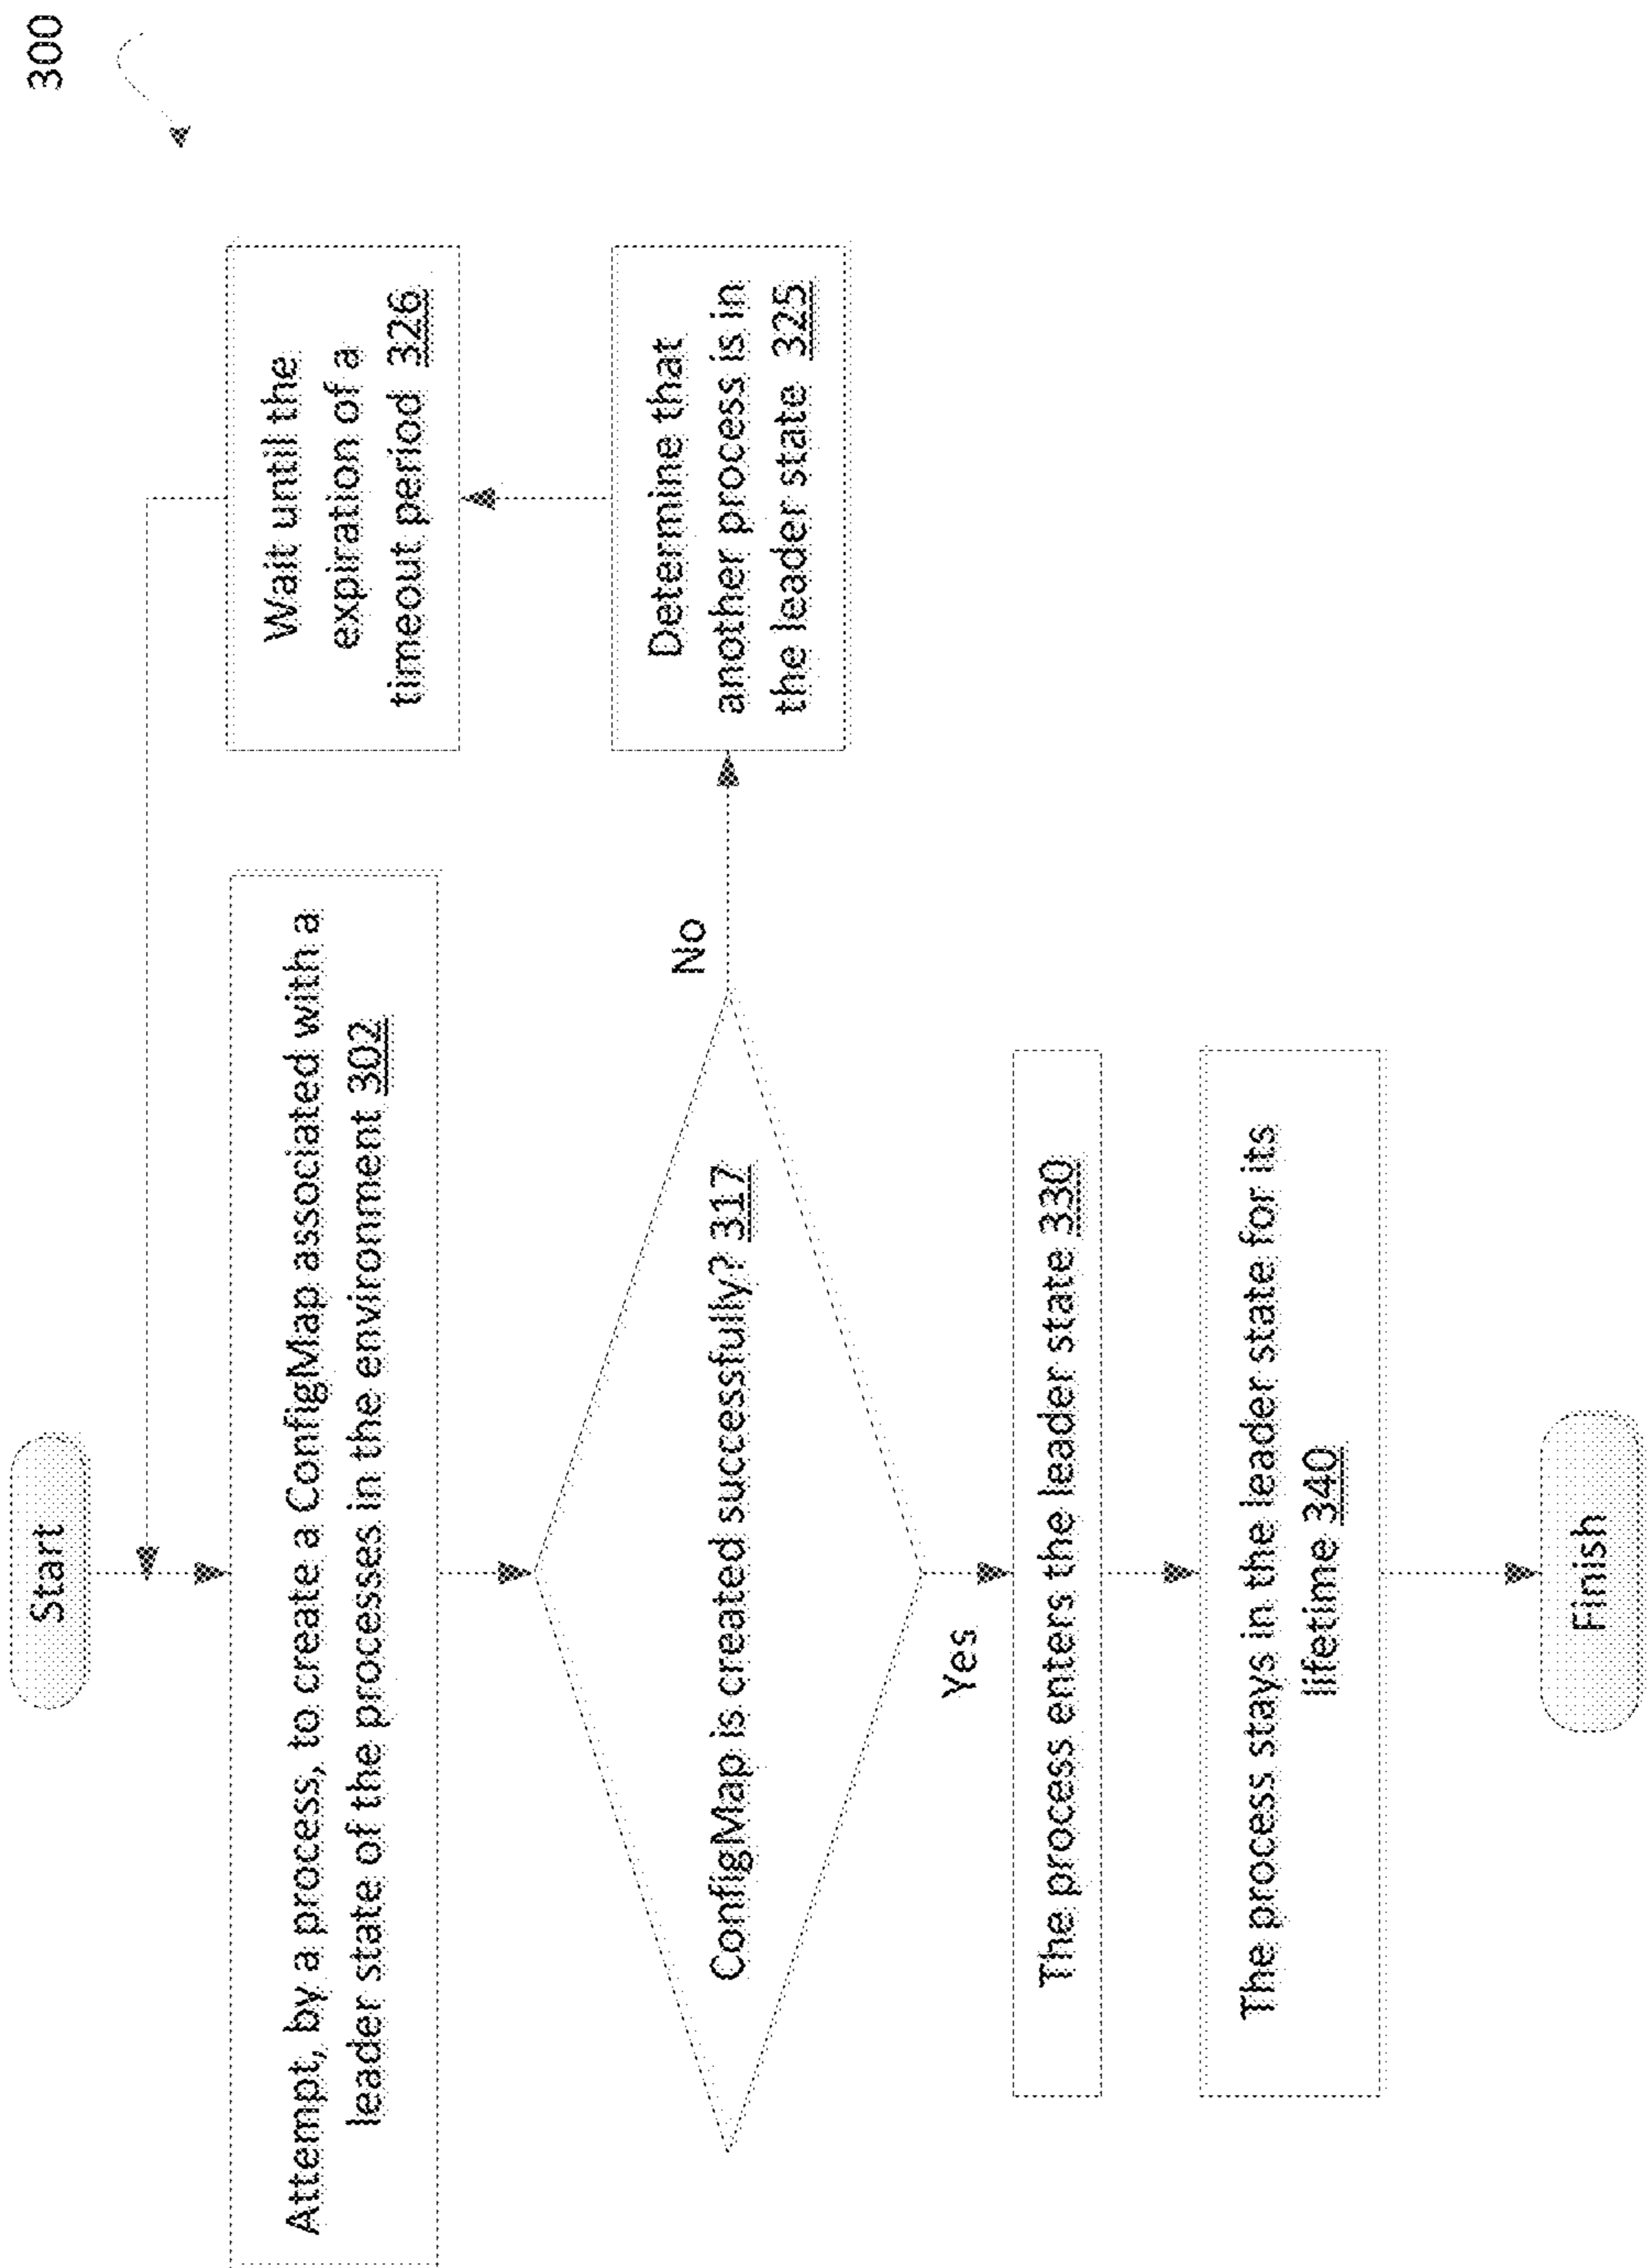 300
Start
Attempt, by a process, to create a ConfigMap associated with a
leader state of the processes in the environment 302
Wait until the
expiration of a
timeout period 326
ConfigMap is created successfully? 317
No
Determine that
another process is in
the leader state 325
Yes
The process enters the leader state 330
The process stays in the leader state for its
lifetime 340
Finish